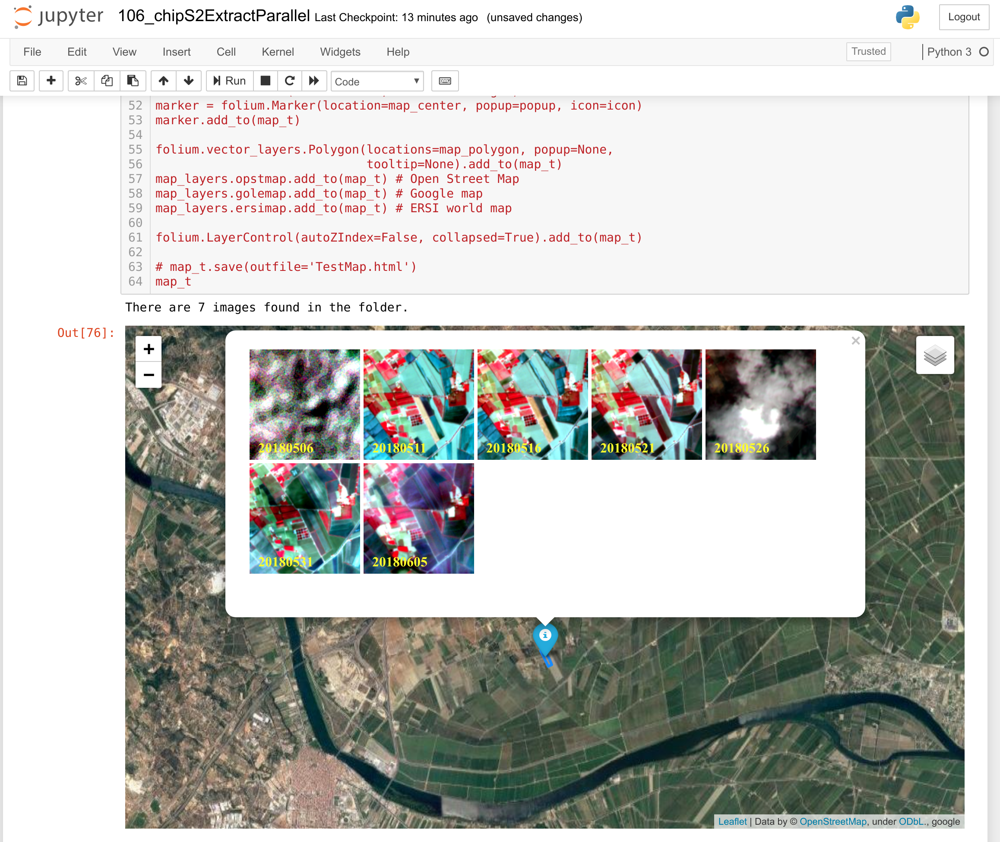 jupyter 106_chipS2ExtractParallel Last Checkpoint: 13 minutes ago (unsaved changes) Logout
File Edit View Insert Cell Kernel Widgets Help Trusted Python 3
Run Code
52 marker = folium.Marker(location=map_center, popup=popup, icon=icon)
53 marker.add_to(map_t)
54
55 folium.vector_layers.Polygon(locations=map_polygon, popup=None,
56 tooltip=None).add_to(map_t)
57 map_layers.opstmap.add_to(map_t) # Open Street Map
58 map_layers.golemap.add_to(map_t) # Google map
59 map_layers.ersimap.add_to(map_t) # ERSI world map
60
61 folium.LayerControl(autoZIndex=False, collapsed=True).add_to(map_t)
62
63 # map_t.save(outfile='TestMap.html')
64 map_t
There are 7 images found in the folder.
Out[76]:
+
−
×
20180506 20180511 20180516 20180521 20180526
20180531 20180605
i
Leaflet | Data by © OpenStreetMap, under ODbL., google